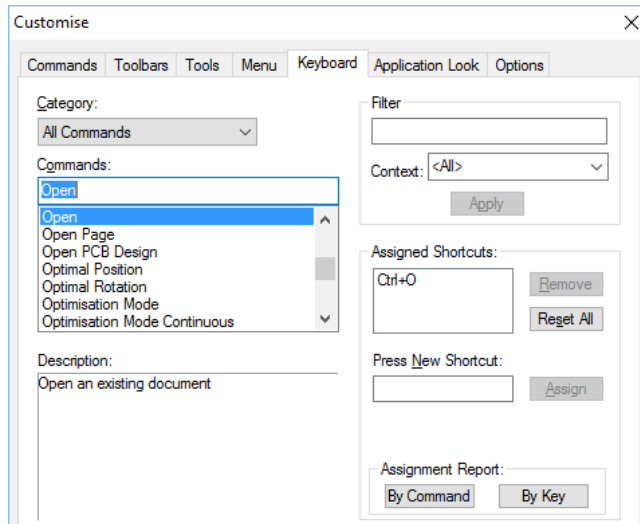 Customise
Commands Toolbars Tools Menu Keyboard Application Look Options
Category:
All Commands
Commands:
Open
Open
Open Page
Open PCB Design
Optimal Position
Optimal Rotation
Optimisation Mode
Optimisation Mode Continuous
Description:
Open an existing document
Filter
Context: <All>
Apply
Assigned Shortcuts:
Ctrl+O
Remove
Reset All
Press New Shortcut:
Assign
Assignment Report:
By Command By Key